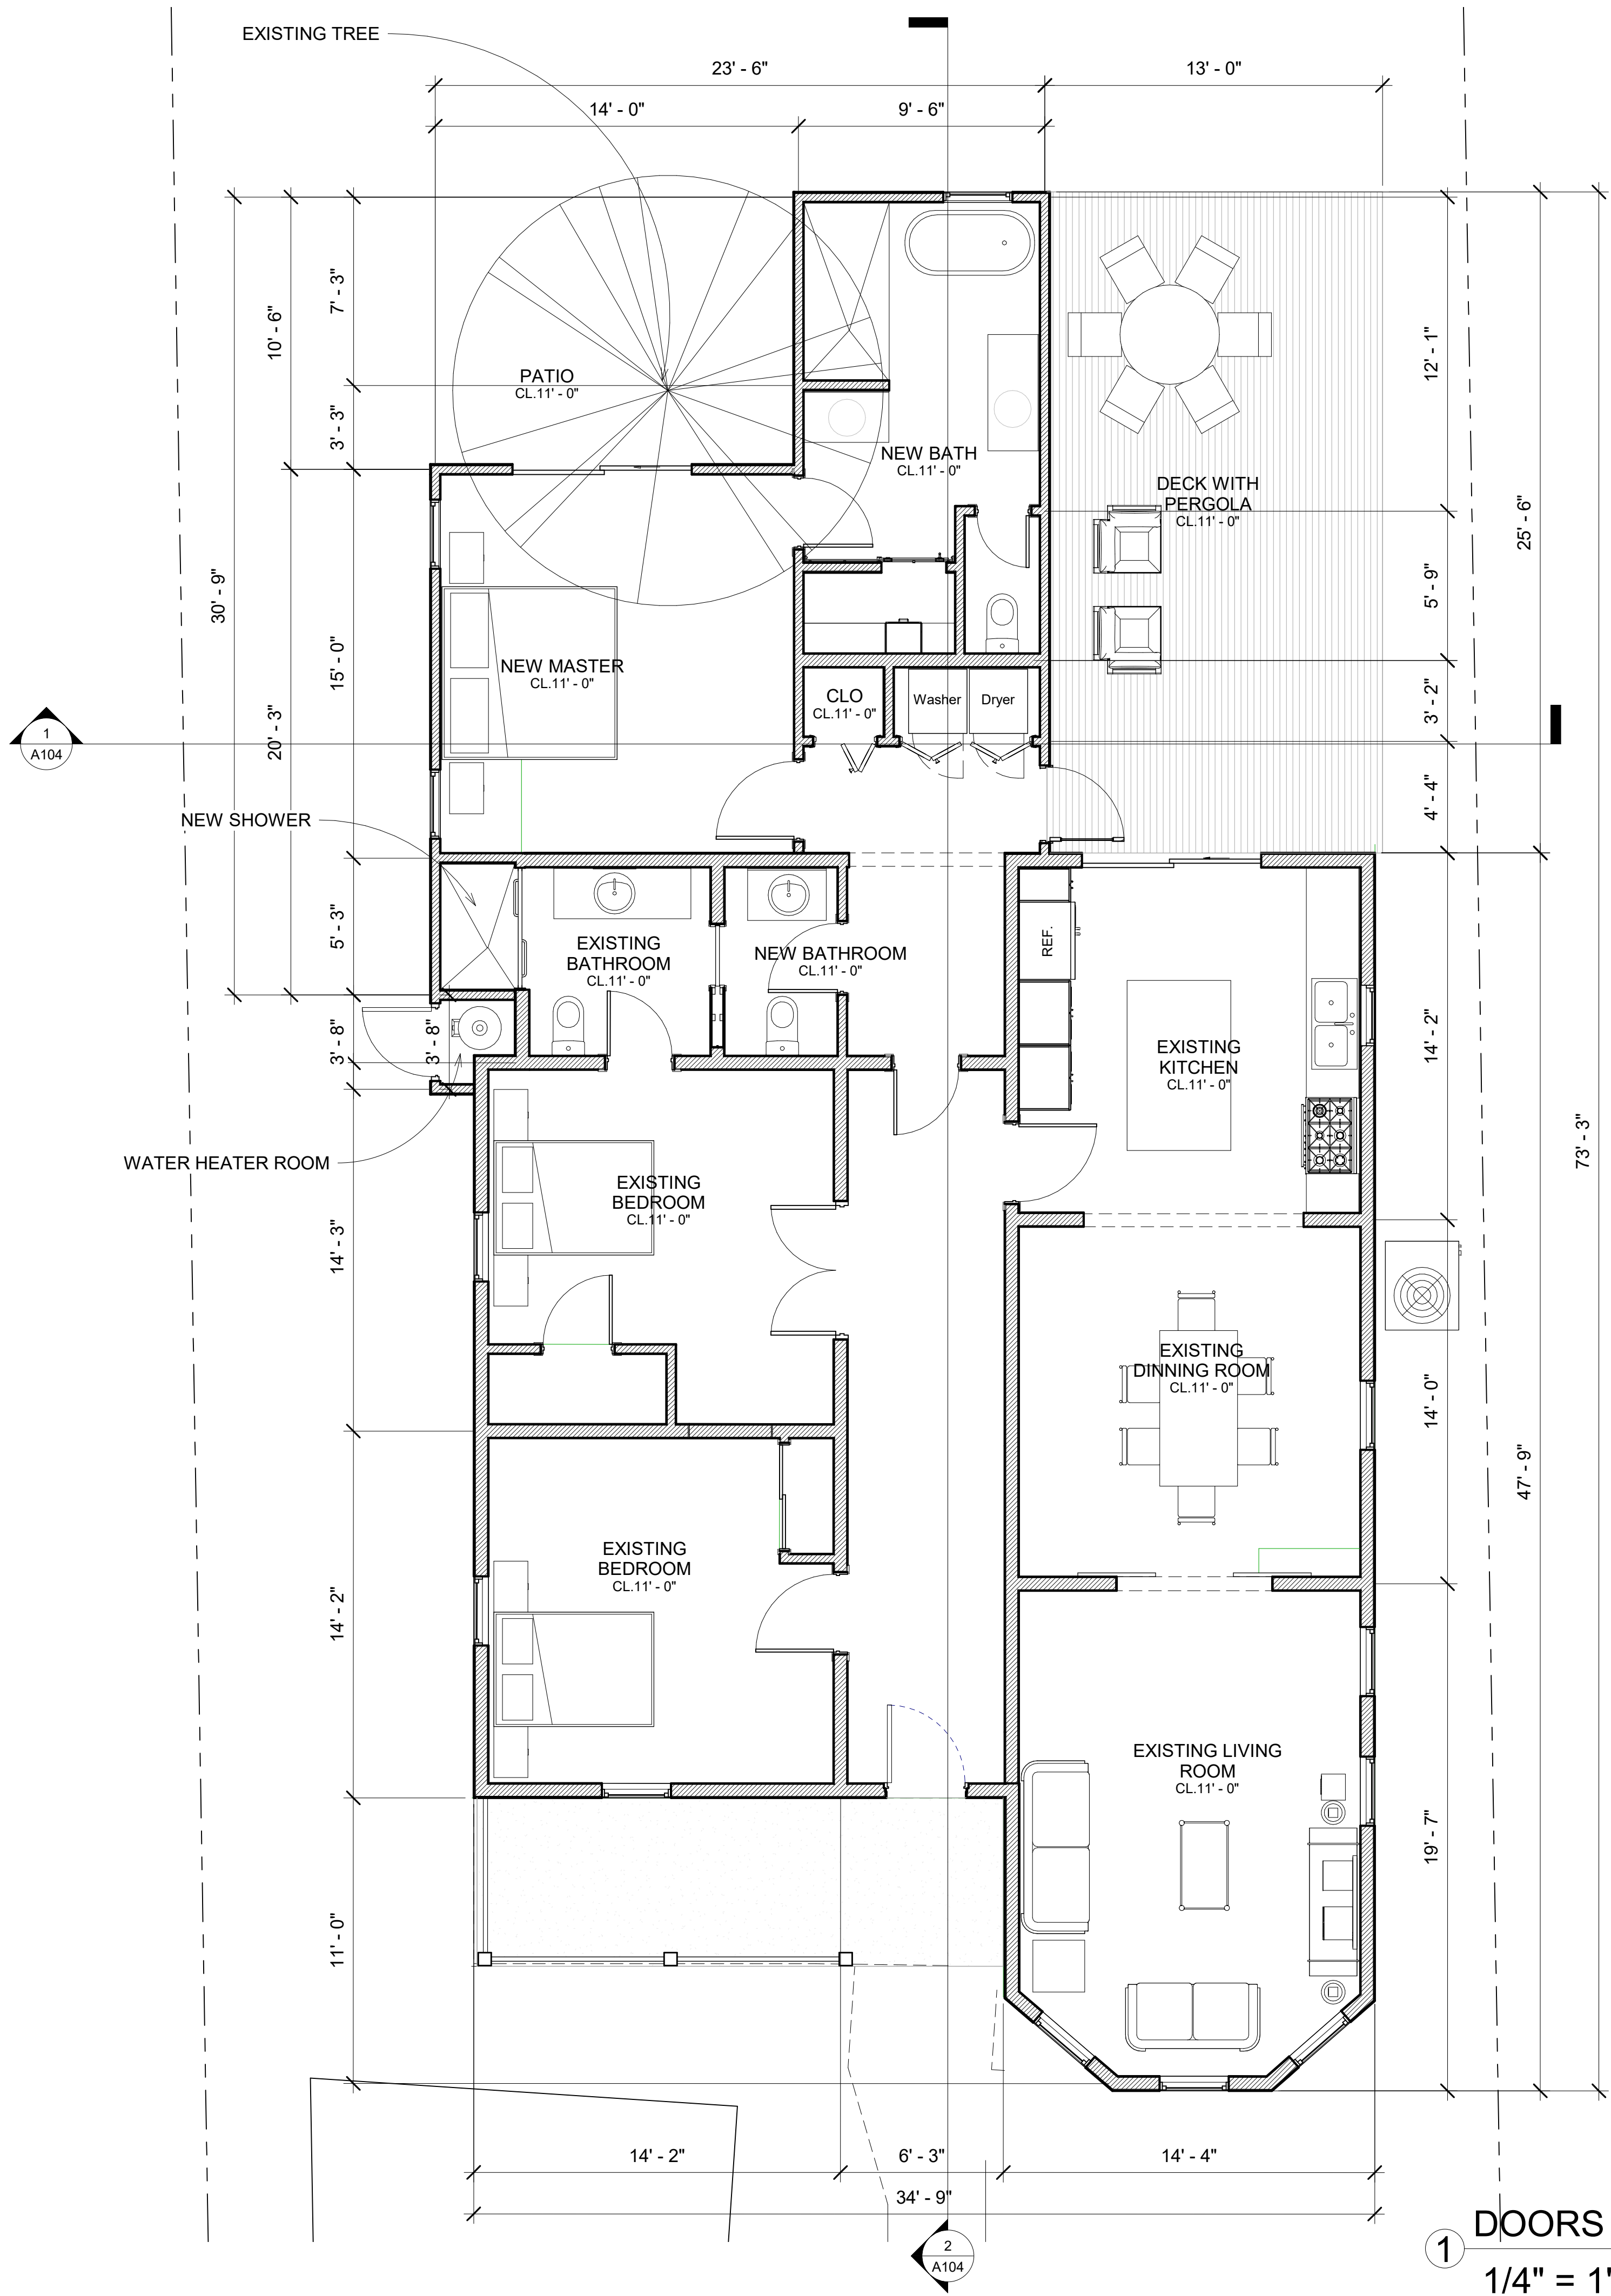 EXISTING TREE
23' - 6"
13' - 0"
14' - 0"
9' - 6"
7' - 3"
10' - 6"
3' - 3"
30' - 9"
15' - 0"
20' - 3"
5' - 3"
3' - 8"
3' - 8"
14' - 3"
14' - 2"
11' - 0"
12' - 1"
25' - 6"
5' - 9"
3' - 2"
4' - 4"
14' - 2"
73' - 3"
14' - 0"
47' - 9"
19' - 7"
PATIO
CL.11' - 0"
NEW BATH
CL.11' - 0"
DECK WITH
PERGOLA
CL.11' - 0"
NEW MASTER
CL.11' - 0"
CLO
CL.11' - 0"
Washer
Dryer
1
A104
NEW SHOWER
EXISTING
BATHROOM
CL.11' - 0"
NEW BATHROOM
CL.11' - 0"
REF.
EXISTING
KITCHEN
CL.11' - 0"
WATER HEATER ROOM
EXISTING
BEDROOM
CL.11' - 0"
EXISTING
DINNING ROOM
CL.11' - 0"
EXISTING
BEDROOM
CL.11' - 0"
EXISTING LIVING
ROOM
CL.11' - 0"
14' - 2"
6' - 3"
14' - 4"
34' - 9"
2
A104
1
DOORS
1/4" = 1'